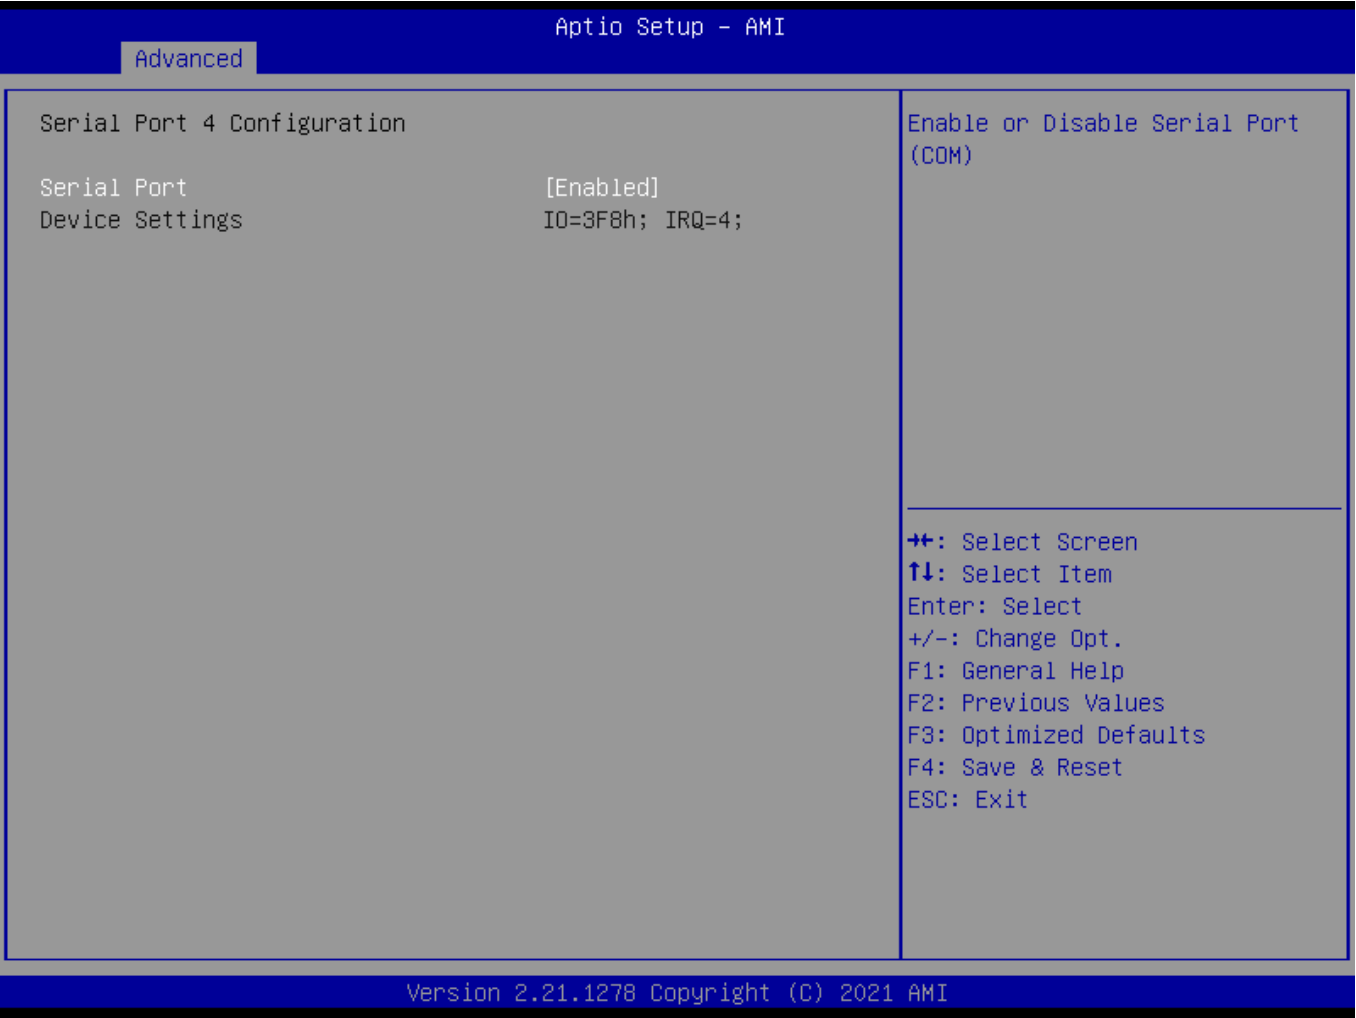 Aptio Setup – AMI
Advanced
Serial Port 4 Configuration
Serial Port [Enabled]
Device Settings IO=3F8h; IRQ=4;
Enable or Disable Serial Port
(COM)
→←: Select Screen
↑↓: Select Item
Enter: Select
+/-: Change Opt.
F1: General Help
F2: Previous Values
F3: Optimized Defaults
F4: Save & Reset
ESC: Exit
Version 2.21.1278 Copyright (C) 2021 AMI